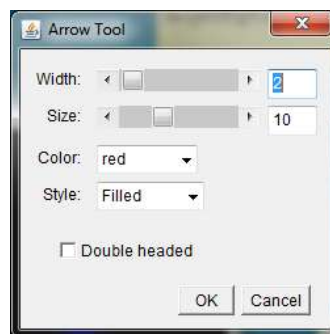 Arrow Tool
Width: 2
Size: 10
Color: red
Style: Filled
Double headed
OK Cancel